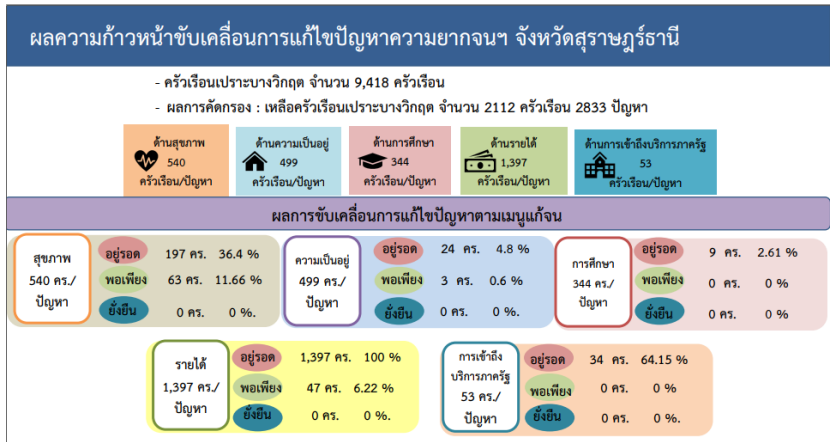 ผลความก้าวหน้าขับเคลื่อนการแก้ไขปัญหาความยากจนฯ จังหวัดสุราษฎร์ธานี
- ครัวเรือนเปราะบางวิกฤต จำนวน 9,418 ครัวเรือน
- ผลการคัดกรอง : เหลือครัวเรือนเปราะบางวิกฤต จำนวน 2112 ครัวเรือน 2833 ปัญหา
ด้านสุขภาพ
540
ครัวเรือน/ปัญหา
ด้านความเป็นอยู่
499
ครัวเรือน/ปัญหา
ด้านการศึกษา
344
ครัวเรือน/ปัญหา
ด้านรายได้
1,397
ครัวเรือน/ปัญหา
ด้านการเข้าถึงบริการภาครัฐ
53
ครัวเรือน/ปัญหา
ผลการขับเคลื่อนการแก้ไขปัญหาตามเมนูแก้จน
สุขภาพ
540 คร./
ปัญหา
อยู่รอด 197 คร. 36.4 %
พอเพียง 63 คร. 11.66 %
ยั่งยืน 0 คร. 0 %.
ความเป็นอยู่
499 คร./
ปัญหา
อยู่รอด 24 คร. 4.8 %
พอเพียง 3 คร. 0.6 %
ยั่งยืน 0 คร. 0 %.
การศึกษา
344 คร./
ปัญหา
อยู่รอด 9 คร. 2.61 %
พอเพียง 0 คร. 0 %
ยั่งยืน 0 คร. 0 %
รายได้
1,397 คร./
ปัญหา
อยู่รอด 1,397 คร. 100 %
พอเพียง 47 คร. 6.22 %
ยั่งยืน 0 คร. 0 %.
การเข้าถึง
บริการภาครัฐ
53 คร./
ปัญหา
อยู่รอด 34 คร. 64.15 %
พอเพียง 0 คร. 0 %
ยั่งยืน 0 คร. 0 %.